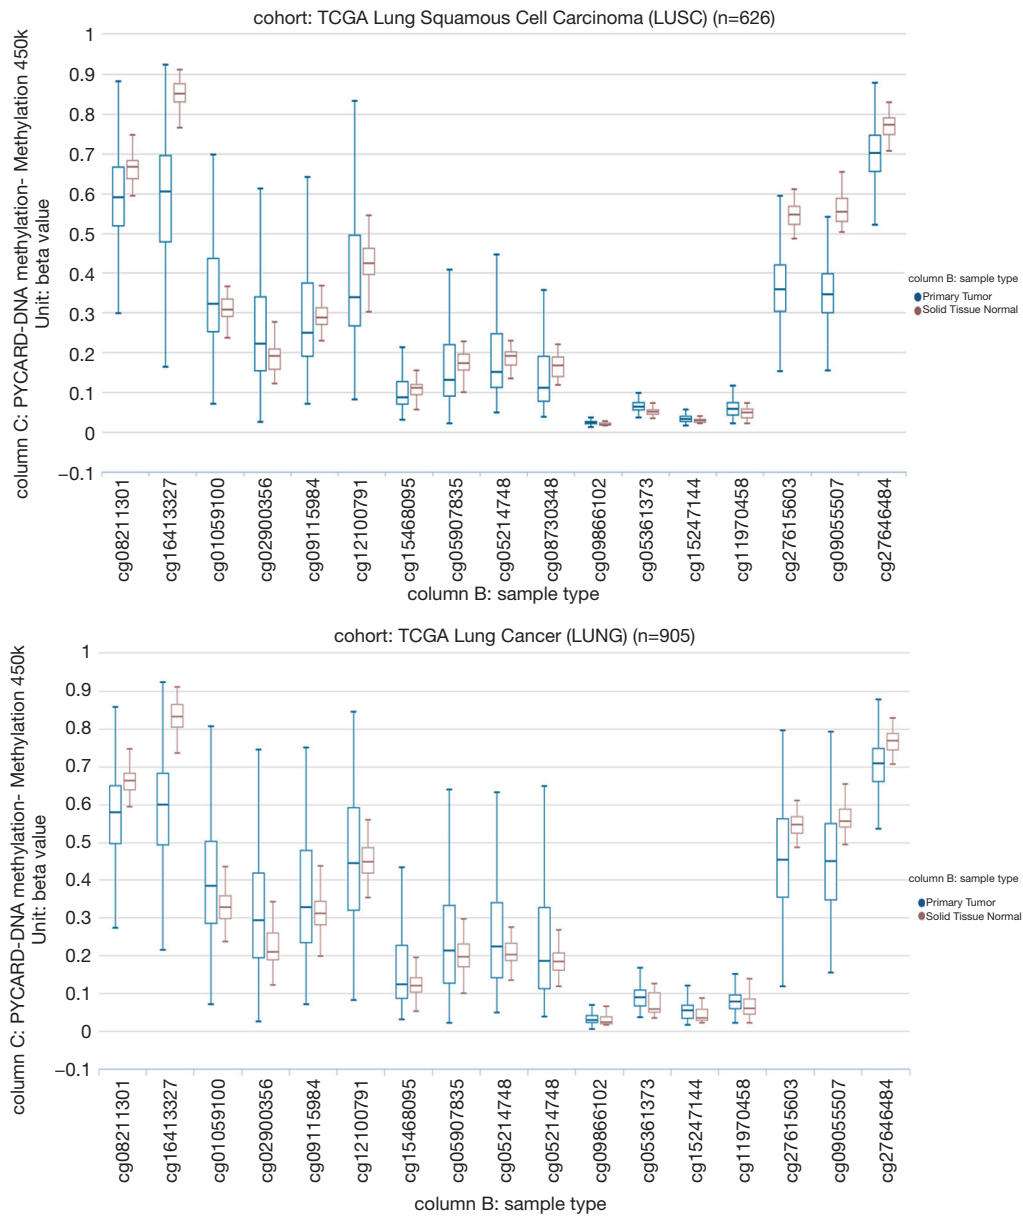 cohort: TCGA Lung Squamous Cell Carcinoma (LUSC) (n=626)
column C: PYCARD-DNA methylation- Methylation 450k
Unit: beta value
1
0.9
0.8
0.7
0.6
0.5
0.4
0.3
0.2
0.1
0
−0.1
cg08211301
cg16413327
cg01059100
cg02900356
cg09115984
cg12100791
cg15468095
cg05907835
cg05214748
cg08730348
cg09866102
cg05361373
cg15247144
cg11970458
cg27615603
cg09055507
cg27646484
column B: sample type
column B: sample type
Primary Tumor
Solid Tissue Normal
cohort: TCGA Lung Cancer (LUNG) (n=905)
column C: PYCARD-DNA methylation- Methylation 450k
Unit: beta value
1
0.9
0.8
0.7
0.6
0.5
0.4
0.3
0.2
0.1
0
−0.1
cg08211301
cg16413327
cg01059100
cg02900356
cg09115984
cg12100791
cg15468095
cg05907835
cg05214748
cg05214748
cg09866102
cg05361373
cg15247144
cg11970458
cg27615603
cg09055507
cg27646484
column B: sample type
column B: sample type
Primary Tumor
Solid Tissue Normal